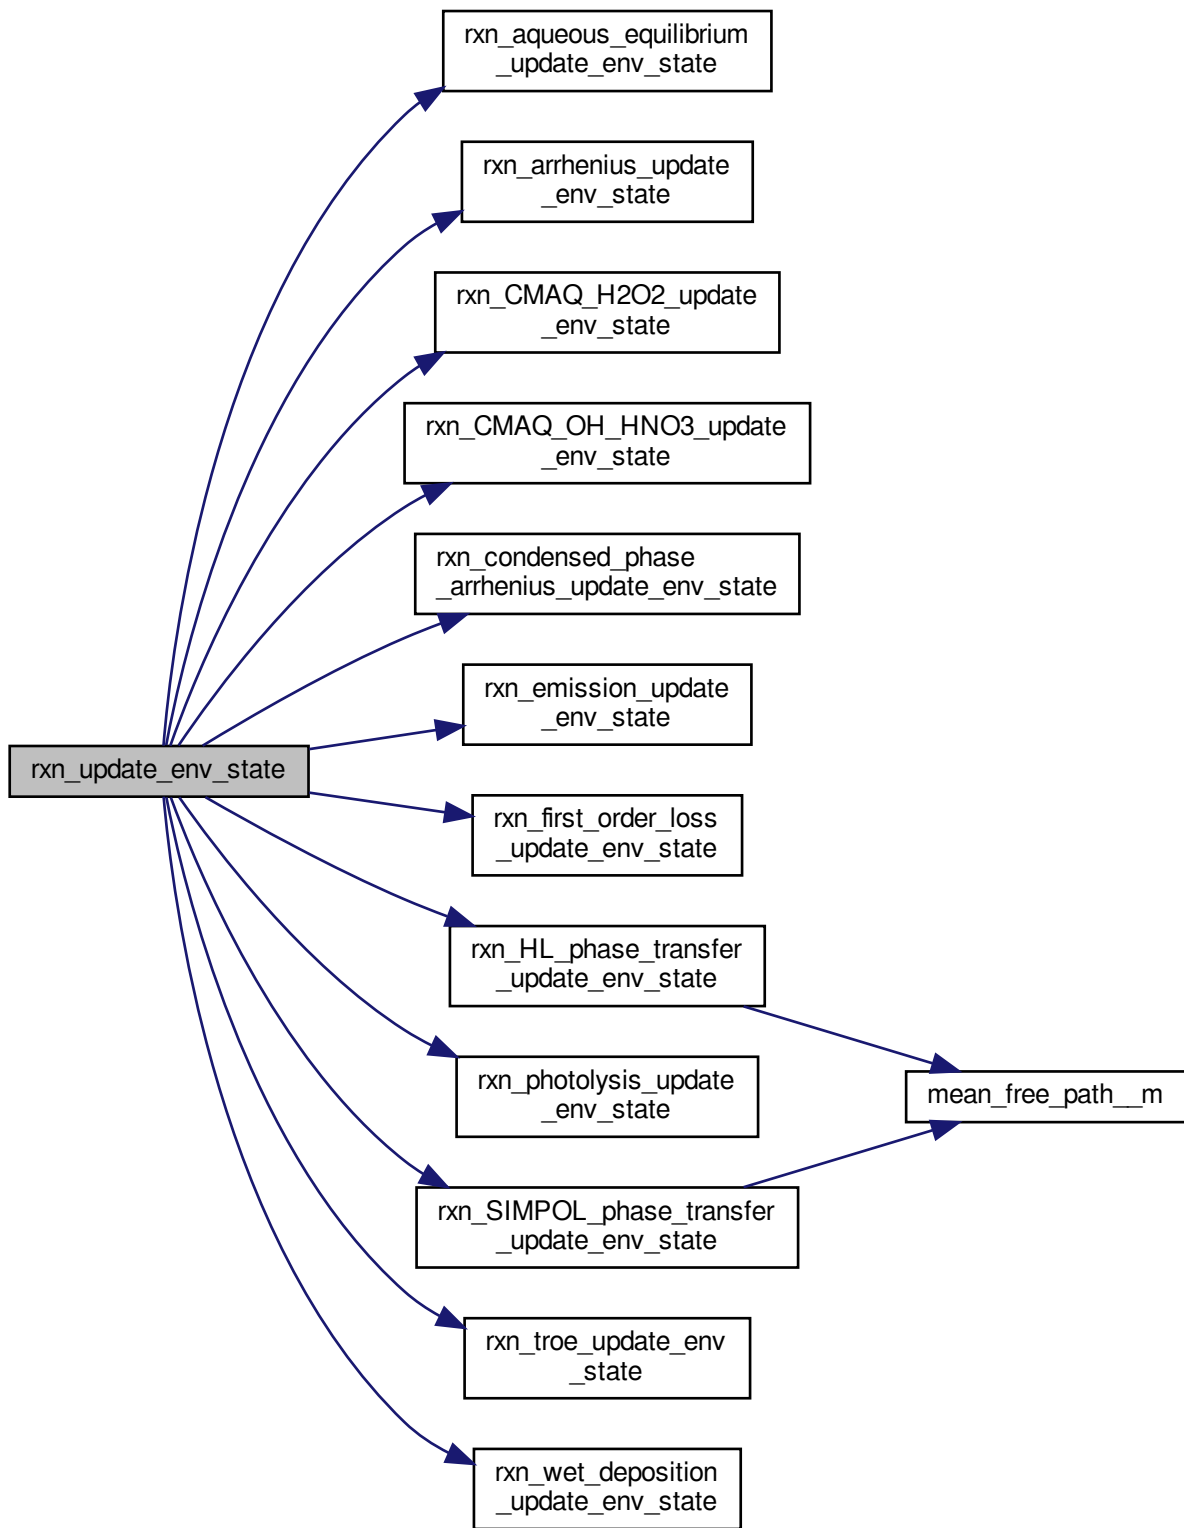 rxn_aqueous_equilibrium
_update_env_state
rxn_arrhenius_update
_env_state
rxn_CMAQ_H2O2_update
_env_state
rxn_CMAQ_OH_HNO3_update
_env_state
rxn_condensed_phase
_arrhenius_update_env_state
rxn_emission_update
_env_state
rxn_update_env_state
rxn_first_order_loss
_update_env_state
rxn_HL_phase_transfer
_update_env_state
rxn_photolysis_update
_env_state
mean_free_path__m
rxn_SIMPOL_phase_transfer
_update_env_state
rxn_troe_update_env
_state
rxn_wet_deposition
_update_env_state